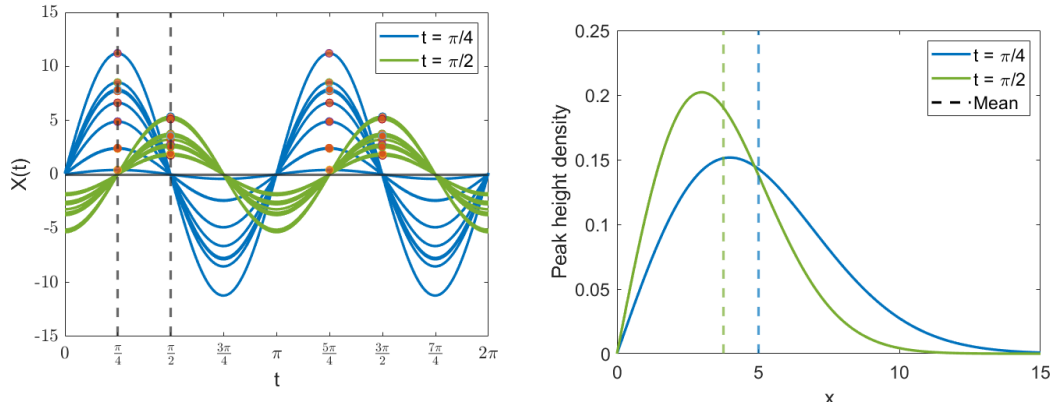 t = π/4
t = π/2
X(t)
15
10
5
0
-5
-10
-15
0
π/4
π/2
3π/4
π
5π/4
3π/2
7π/4
2π
t
t = π/4
t = π/2
Mean
Peak height density
0.25
0.2
0.15
0.1
0.05
0
0
5
10
15
x